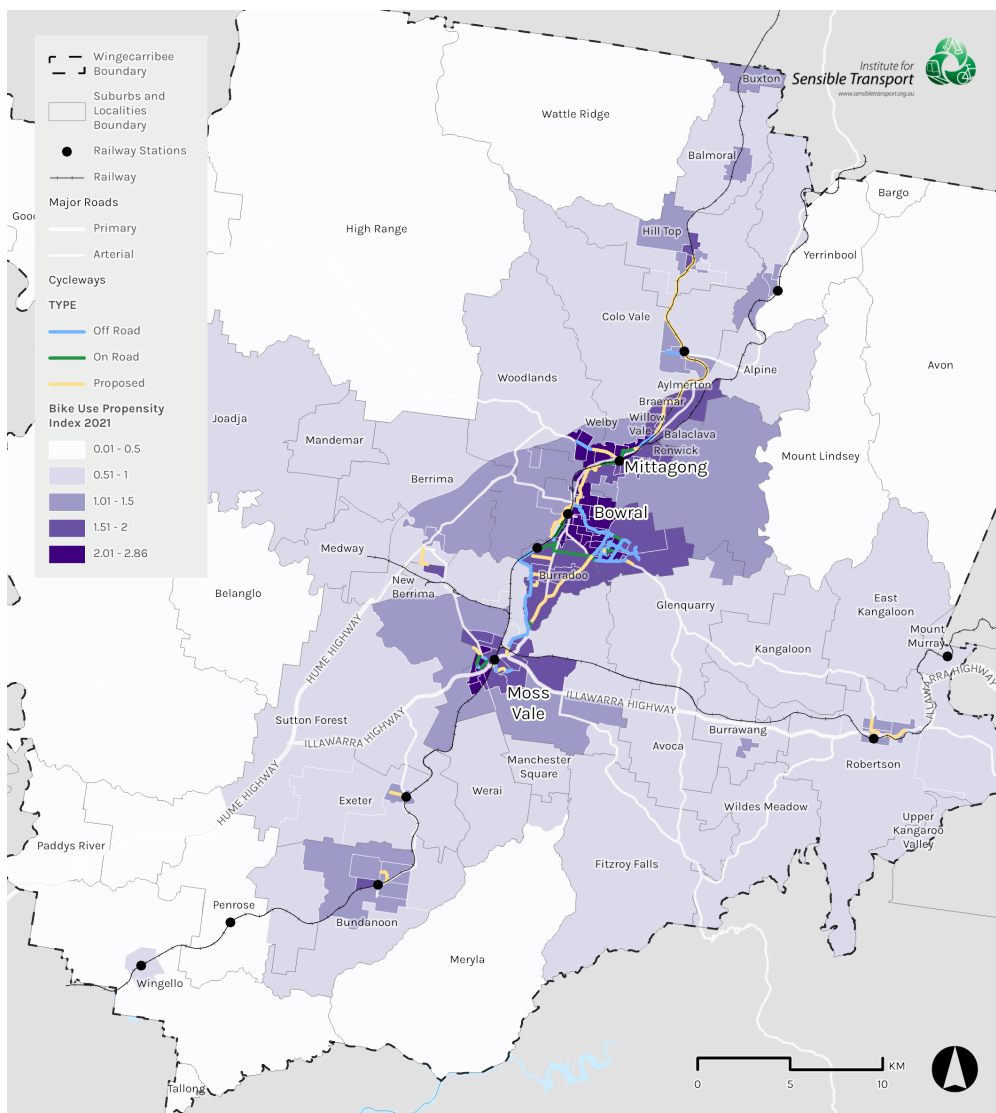 Wingecarribee
Boundary
Suburbs and
Localities
Boundary
Railway Stations
Railway
Major Roads
Primary
Arterial
Cycleways
TYPE
Off Road
On Road
Proposed
Bike Use Propensity
Index 2021
0.01 - 0.5
0.51 - 1
1.01 - 1.5
1.51 - 2
2.01 - 2.86
Institute for
Sensible Transport
www.sensibletransport.org.au
Buxton
Wattle Ridge
Balmoral
Bargo
Goo
High Range
Hill Top
Yerrinbool
Colo Vale
Avon
Alpine
Woodlands
Aylmerton
Braemar
Joadja
Welby
Willow
Vale
Balaclava
Mandemar
Renwick
Mount Lindsey
Mittagong
Berrima
Bowral
Medway
Burradoo
New
Berrima
Belanglo
Glenquarry
East
Kangaloon
Mount
Murray
Kangaloon
HUME HIGHWAY
ILLAWARRA HIGHWAY
Moss
Vale
ILLAWARRA HIGHWAY
Sutton Forest
ILLAWARRA HIGHWAY
Burrawang
Avoca
Manchester
Square
Robertson
HUME HIGHWAY
Werai
Exeter
Wildes Meadow
Upper
Kangaroo
Valley
Paddys River
Fitzroy Falls
Penrose
Bundanoon
Meryla
Wingello
Tallong
KM
0
5
10